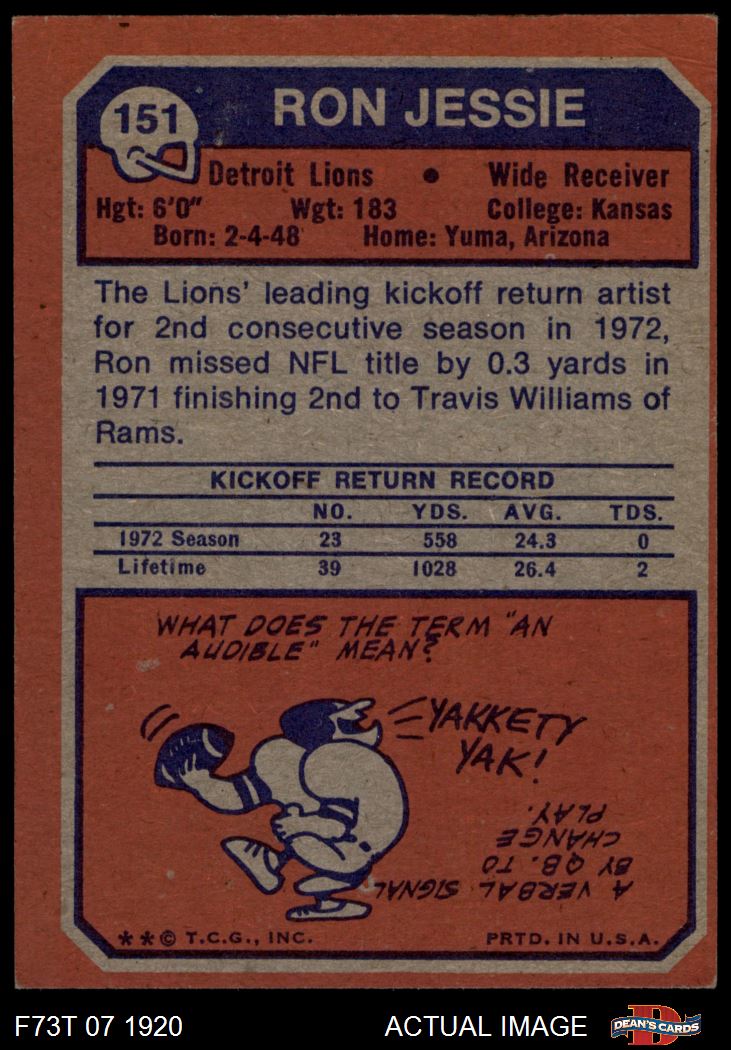 151
RON JESSIE
Detroit Lions • Wide Receiver
Hgt: 6'0" Wgt: 183 College: Kansas
Born: 2-4-48 Home: Yuma, Arizona
The Lions' leading kickoff return artist
for 2nd consecutive season in 1972,
Ron missed NFL title by 0.3 yards in
1971 finishing 2nd to Travis Williams of
Rams.
KICKOFF RETURN RECORD
NO. YDS. AVG. TDS.
1972 Season 23 558 24.3 0
Lifetime 39 1028 26.4 2
WHAT DOES THE TERM "AN
AUDIBLE" MEAN?
YAKKETY
YAK!
A VERBAL SIGNAL
BY QB. TO
CHANGE
PLAY.
**© T.C.G., INC. PRTD. IN U.S.A.
F73T 07 1920 ACTUAL IMAGE DEAN'S CARDS